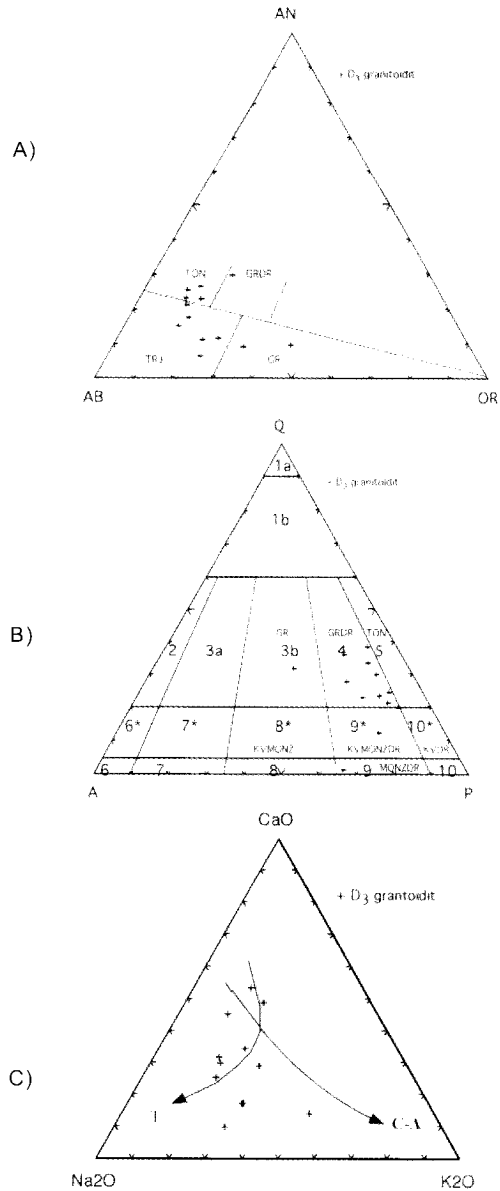 AN
+ D3 granitoidit
A)
TON GRDR
TRJ GR
AB OR
Q
1a
+ D3 granitoidit
1b
B)
GR GRDR TON
2 3a 3b 4 5
6* 7* 8* 9* 10*
KVMONZ KVMONZDR KVDR
6 7 8 9 MONZDR 10
A P
CaO
+ D3 grantoidit
C)
T C-A
Na2O K2O